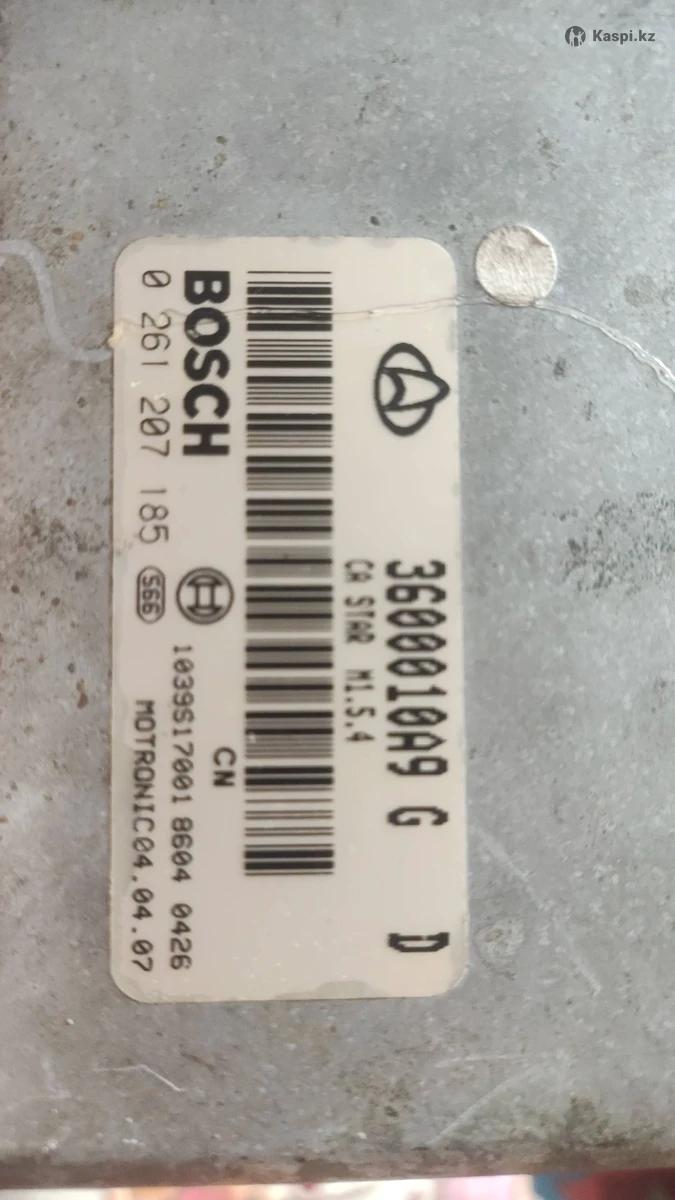 Kaspi.kz
3600010A9 G D
CA STAR M1.5.4
CN
BOSCH
1039S17001 8604 0426
0 261 207 185 S66 MOTRONIC04.04.07